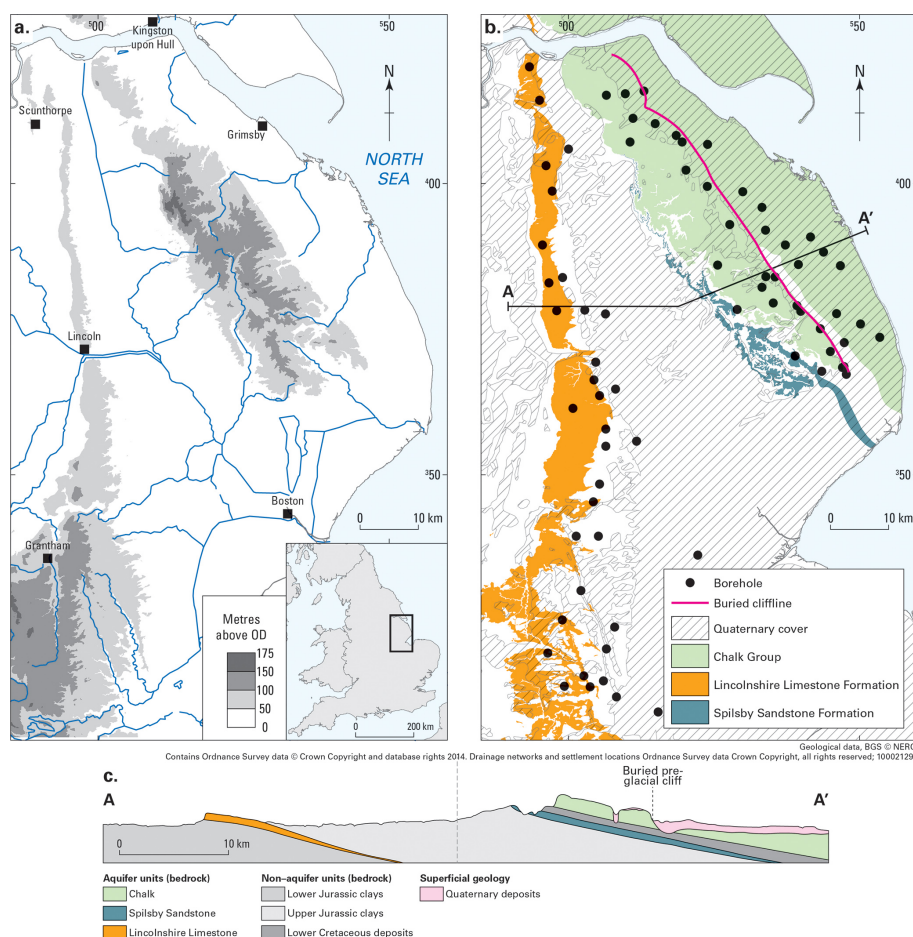 a.
500
Kingston
upon Hull
50
N
Scunthorpe
Grimsby
NORTH
SEA
400
Lincoln
350
Boston
0 10 km
Grantham
Metres
above OD
175
150
100
50
0
0 200 km
b.
500
50
N
400
A'
A
350
0 10 km
Borehole
Buried cliffline
Quaternary cover
Chalk Group
Lincolnshire Limestone Formation
Spilsby Sandstone Formation
Geological data, BGS © NERC
Contains Ordnance Survey data © Crown Copyright and database rights 2014. Drainage networks and settlement locations Ordnance Survey data Crown Copyright, all rights reserved; 10002129
c.
A
Buried pre-
glacial cliff
A'
0 10 km
Aquifer units (bedrock)
Chalk
Spilsby Sandstone
Lincolnshire Limestone
Non–aquifer units (bedrock)
Lower Jurassic clays
Upper Jurassic clays
Lower Cretaceous deposits
Superficial geology
Quaternary deposits